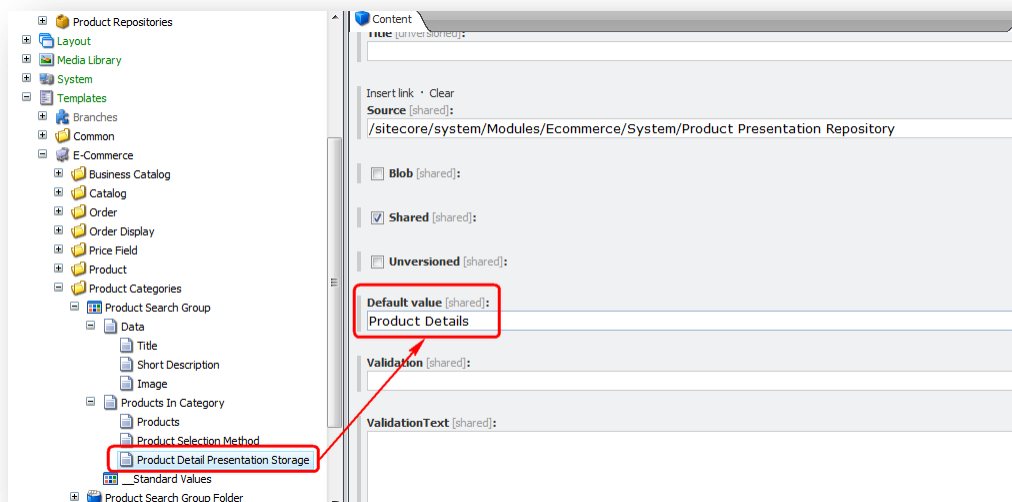 Product Repositories
Layout
Media Library
System
Templates
Branches
Common
E-Commerce
Business Catalog
Catalog
Order
Order Display
Price Field
Product
Product Categories
Product Search Group
Data
Title
Short Description
Image
Products In Category
Products
Product Selection Method
Product Detail Presentation Storage
__Standard Values
Product Search Group Folder
Content
Title [unversioned]:
Insert link · Clear
Source [shared]:
/sitecore/system/Modules/Ecommerce/System/Product Presentation Repository
Blob [shared]:
Shared [shared]:
Unversioned [shared]:
Default value [shared]:
Product Details
Validation [shared]:
ValidationText [shared]: